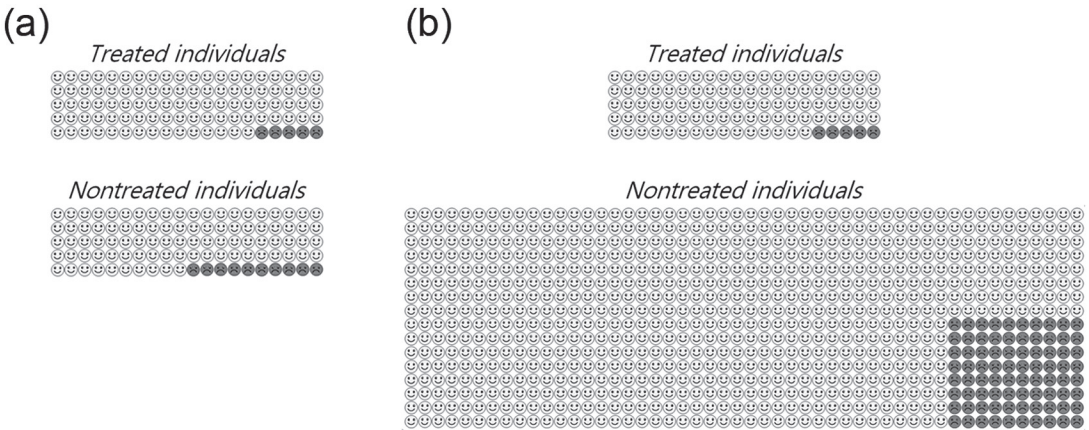 (a)
Treated individuals
Nontreated individuals
(b)
Treated individuals
Nontreated individuals